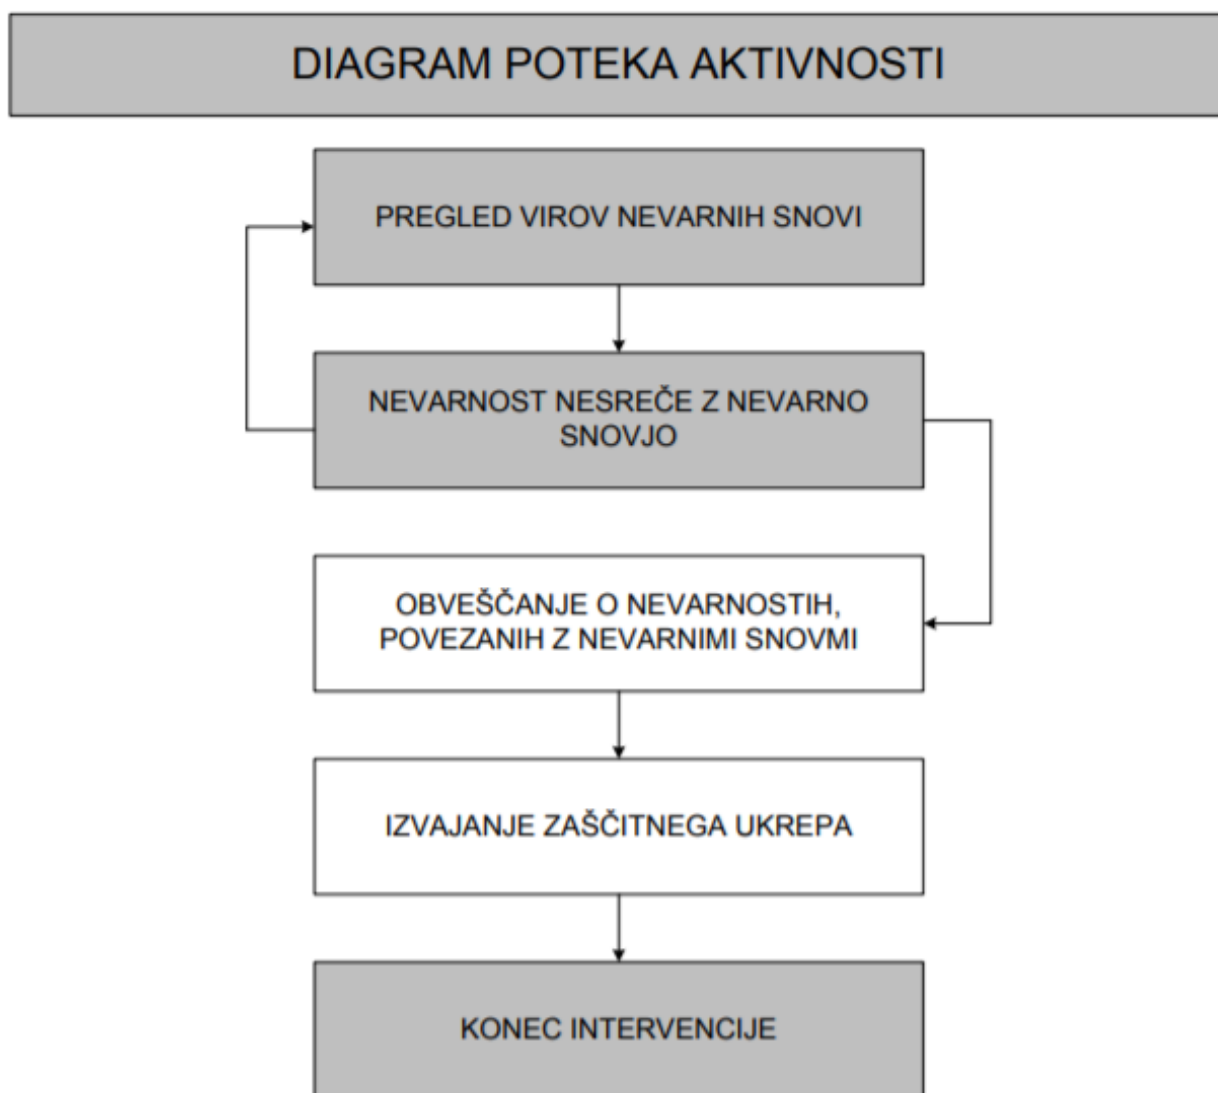 DIAGRAM POTEKA AKTIVNOSTI
PREGLED VIROV NEVARNIH SNOVI
NEVARNOST NESREČE Z NEVARNO
SNOVJO
OBVEŠČANJE O NEVARNOSTIH,
POVEZANIH Z NEVARNIMI SNOVMI
IZVAJANJE ZAŠČITNEGA UKREPA
KONEC INTERVENCIJE